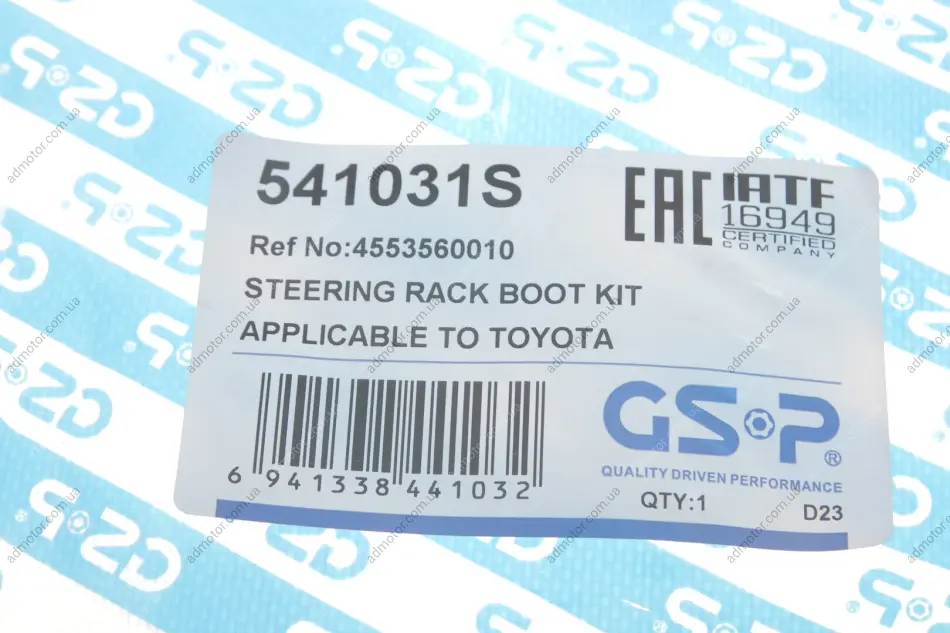 541031S
EAC
IATF
16949
CERTIFIED
COMPANY
Ref No:4553560010
STEERING RACK BOOT KIT
APPLICABLE TO TOYOTA
GSP®
QUALITY DRIVEN PERFORMANCE
6 941338 441032
QTY:1
D23
admotor.com.ua